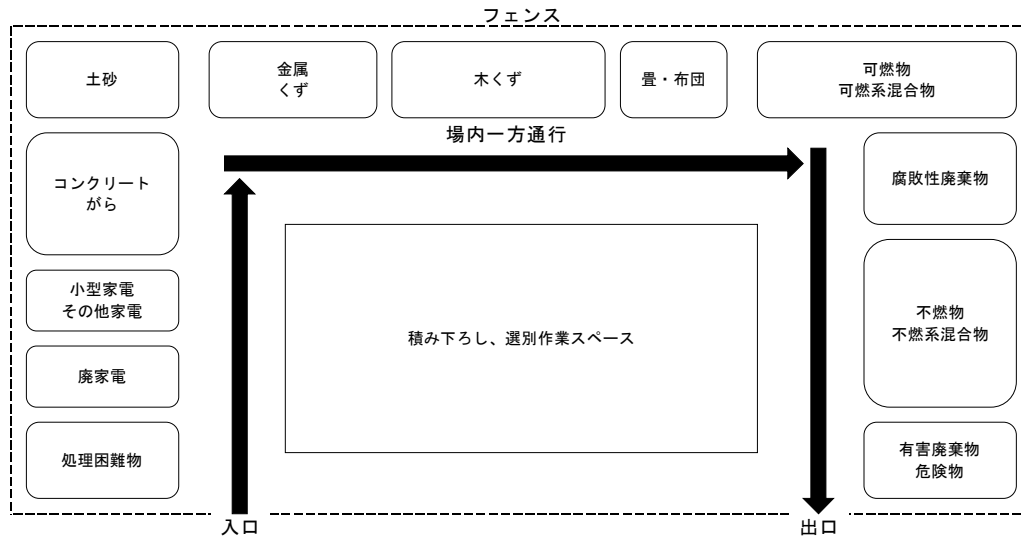 フェンス
土砂
金属
くず
木くず
畳・布団
可燃物
可燃系混合物
場内一方通行
コンクリート
がら
腐敗性廃棄物
小型家電
その他家電
積み下ろし、選別作業スペース
不燃物
不燃系混合物
廃家電
処理困難物
有害廃棄物
危険物
入口
出口